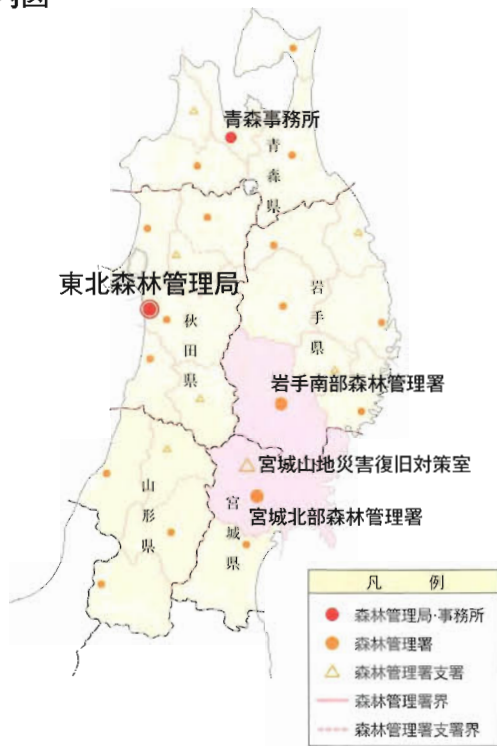 青森事務所
青森県
東北森林管理局
秋田県
岩手県
岩手南部森林管理署
宮城山地災害復旧対策室
宮城北部森林管理署
山形県
宮城県
凡 例
森林管理局・事務所
森林管理署
森林管理署支署
森林管理署界
森林管理署支署界